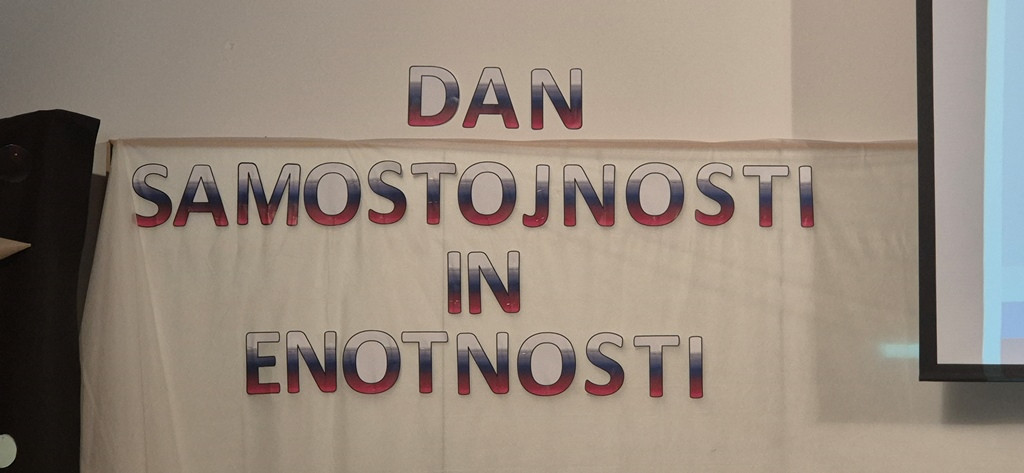 DAN
SAMOSTOJNOSTI
IN
ENOTNOSTI